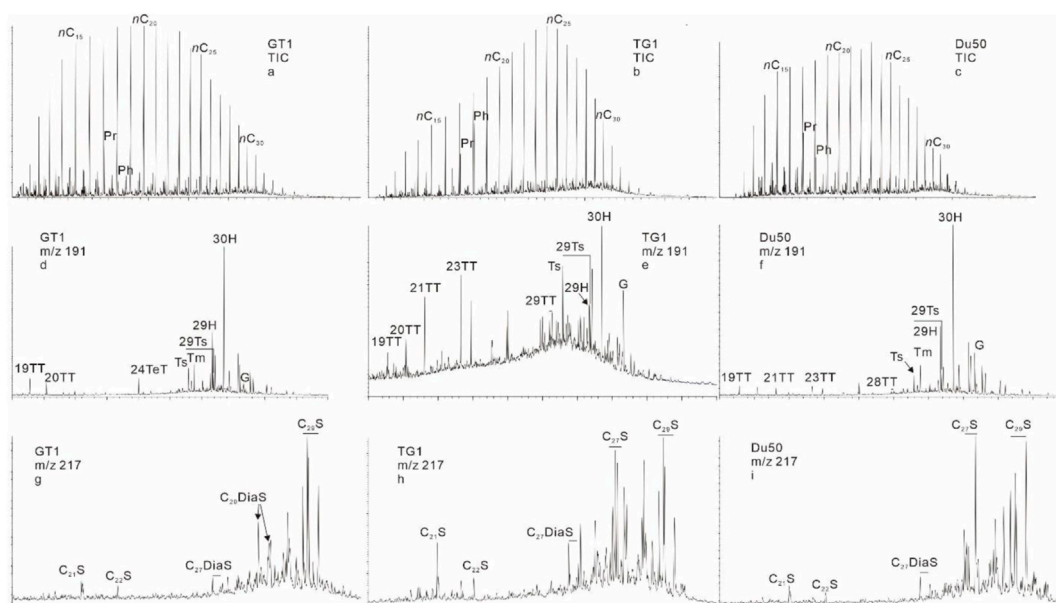 GT1
TIC
a
nC₁₅
nC₂₀
nC₂₅
nC₃₀
Pr
Ph
TG1
TIC
b
nC₁₅
nC₂₀
nC₂₅
nC₃₀
Pr
Ph
Du50
TIC
c
nC₁₅
nC₂₀
nC₂₅
nC₃₀
Pr
Ph
GT1
m/z 191
d
30H
29H
29Ts
Ts
Tm
19TT
20TT
24TeT
G
TG1
m/z 191
e
30H
29Ts
Ts
29H
G
23TT
21TT
29TT
20TT
19TT
Du50
m/z 191
f
30H
29Ts
29H
Ts
Tm
G
19TT
21TT
23TT
28TT
GT1
m/z 217
g
C₂₉S
C₂₉DiaS
C₂₇DiaS
C₂₁S
C₂₂S
TG1
m/z 217
h
C₂₇S
C₂₉S
C₂₁S
C₂₂S
C₂₇DiaS
Du50
m/z 217
i
C₂₇S
C₂₉S
C₂₇DiaS
C₂₁S
C₂₂S